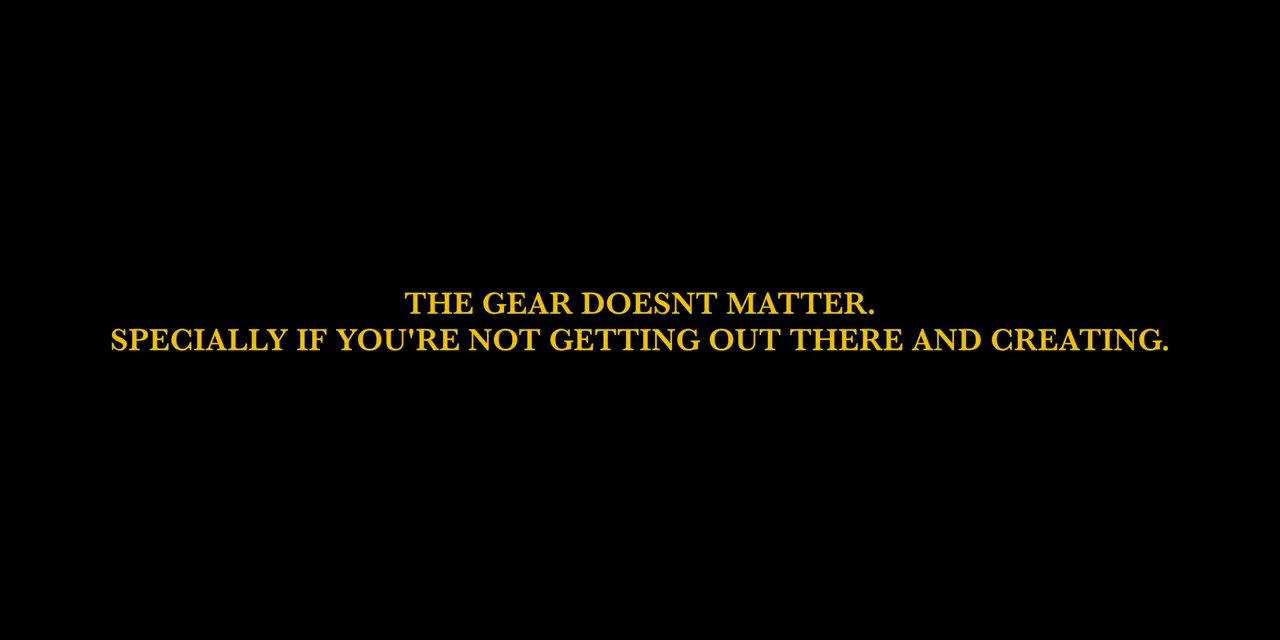 THE GEAR DOESNT MATTER.
SPECIALLY IF YOU'RE NOT GETTING OUT THERE AND CREATING.